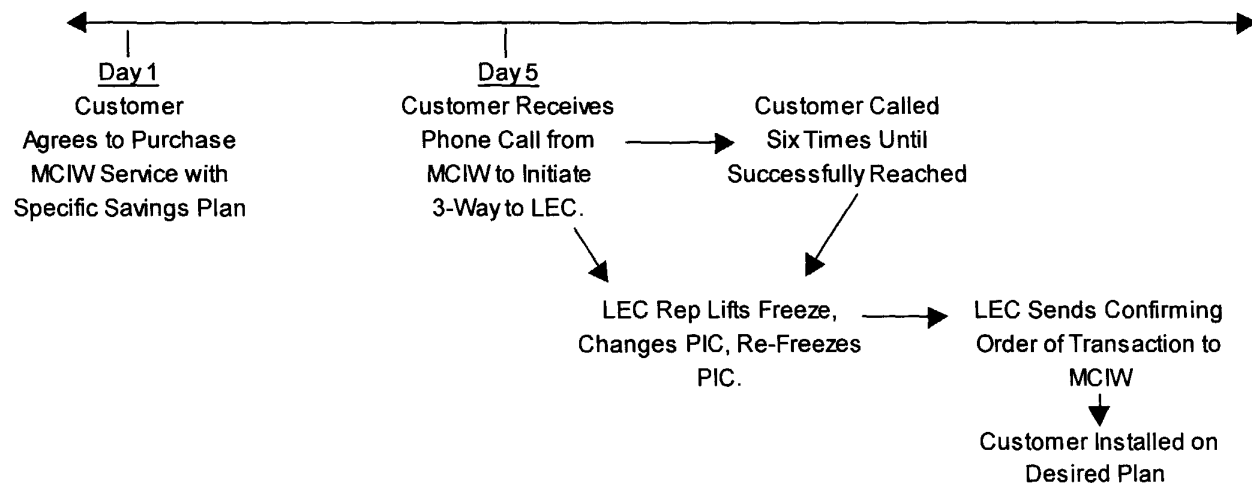 Day 1
Customer
Agrees to Purchase
MCIW Service with
Specific Savings Plan
Day 5
Customer Receives
Phone Call from
MCIW to Initiate
3-Way to LEC.
Customer Called
Six Times Until
Successfully Reached
LEC Rep Lifts Freeze,
Changes PIC, Re-Freezes
PIC.
LEC Sends Confirming
Order of Transaction to
MCIW
Customer Installed on
Desired Plan